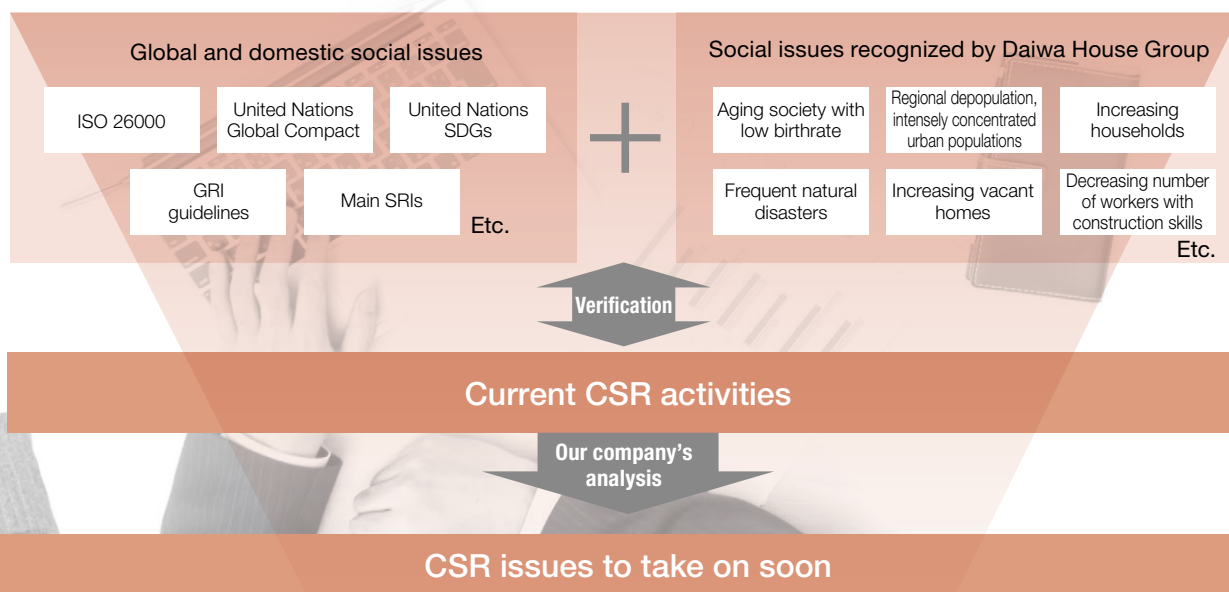 Global and domestic social issues
ISO 26000
United Nations
Global Compact
United Nations
SDGs
GRI
guidelines
Main SRIs
Etc.
+
Social issues recognized by Daiwa House Group
Aging society with
low birthrate
Regional depopulation,
intensely concentrated
urban populations
Increasing
households
Frequent natural
disasters
Increasing vacant
homes
Decreasing number
of workers with
construction skills
Etc.
Verification
Current CSR activities
Our company's
analysis
CSR issues to take on soon